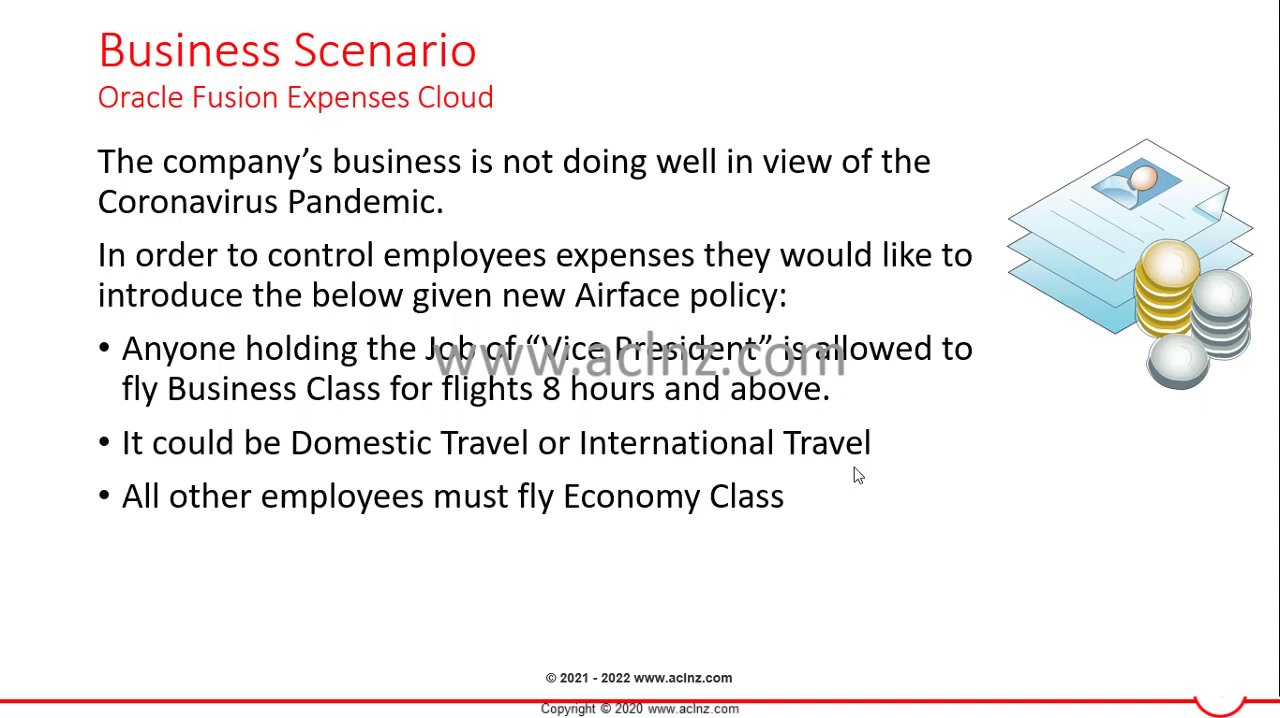 Business Scenario
Oracle Fusion Expenses Cloud
The company’s business is not doing well in view of the
Coronavirus Pandemic.
In order to control employees expenses they would like to
introduce the below given new Airface policy:
• Anyone holding the Job of “Vice President” is allowed to
fly Business Class for flights 8 hours and above.
www.aclnz.com
• It could be Domestic Travel or International Travel
• All other employees must fly Economy Class
© 2021 - 2022 www.aclnz.com
Copyright © 2020 www.aclnz.com